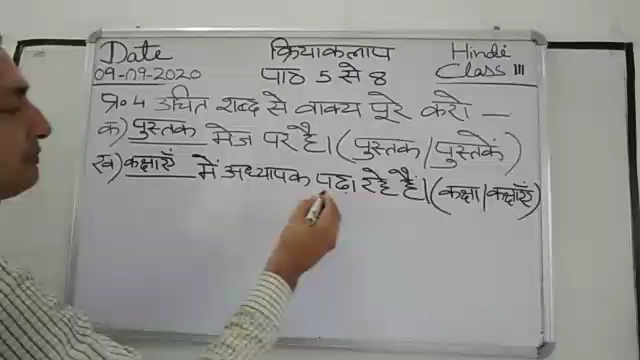 Date क्रियाकलाप Hindi
09-09-2020 पाठ 5 से 8 Class III
प्र०4 उचित शब्द से वाक्य पूरे करो —
क) पुस्तक मेज पर है। (पुस्तक/पुस्तकें)
ख) कक्षाएँ में अध्यापक पढ़ा रहे हैं। (कक्षा/कक्षाएँ)